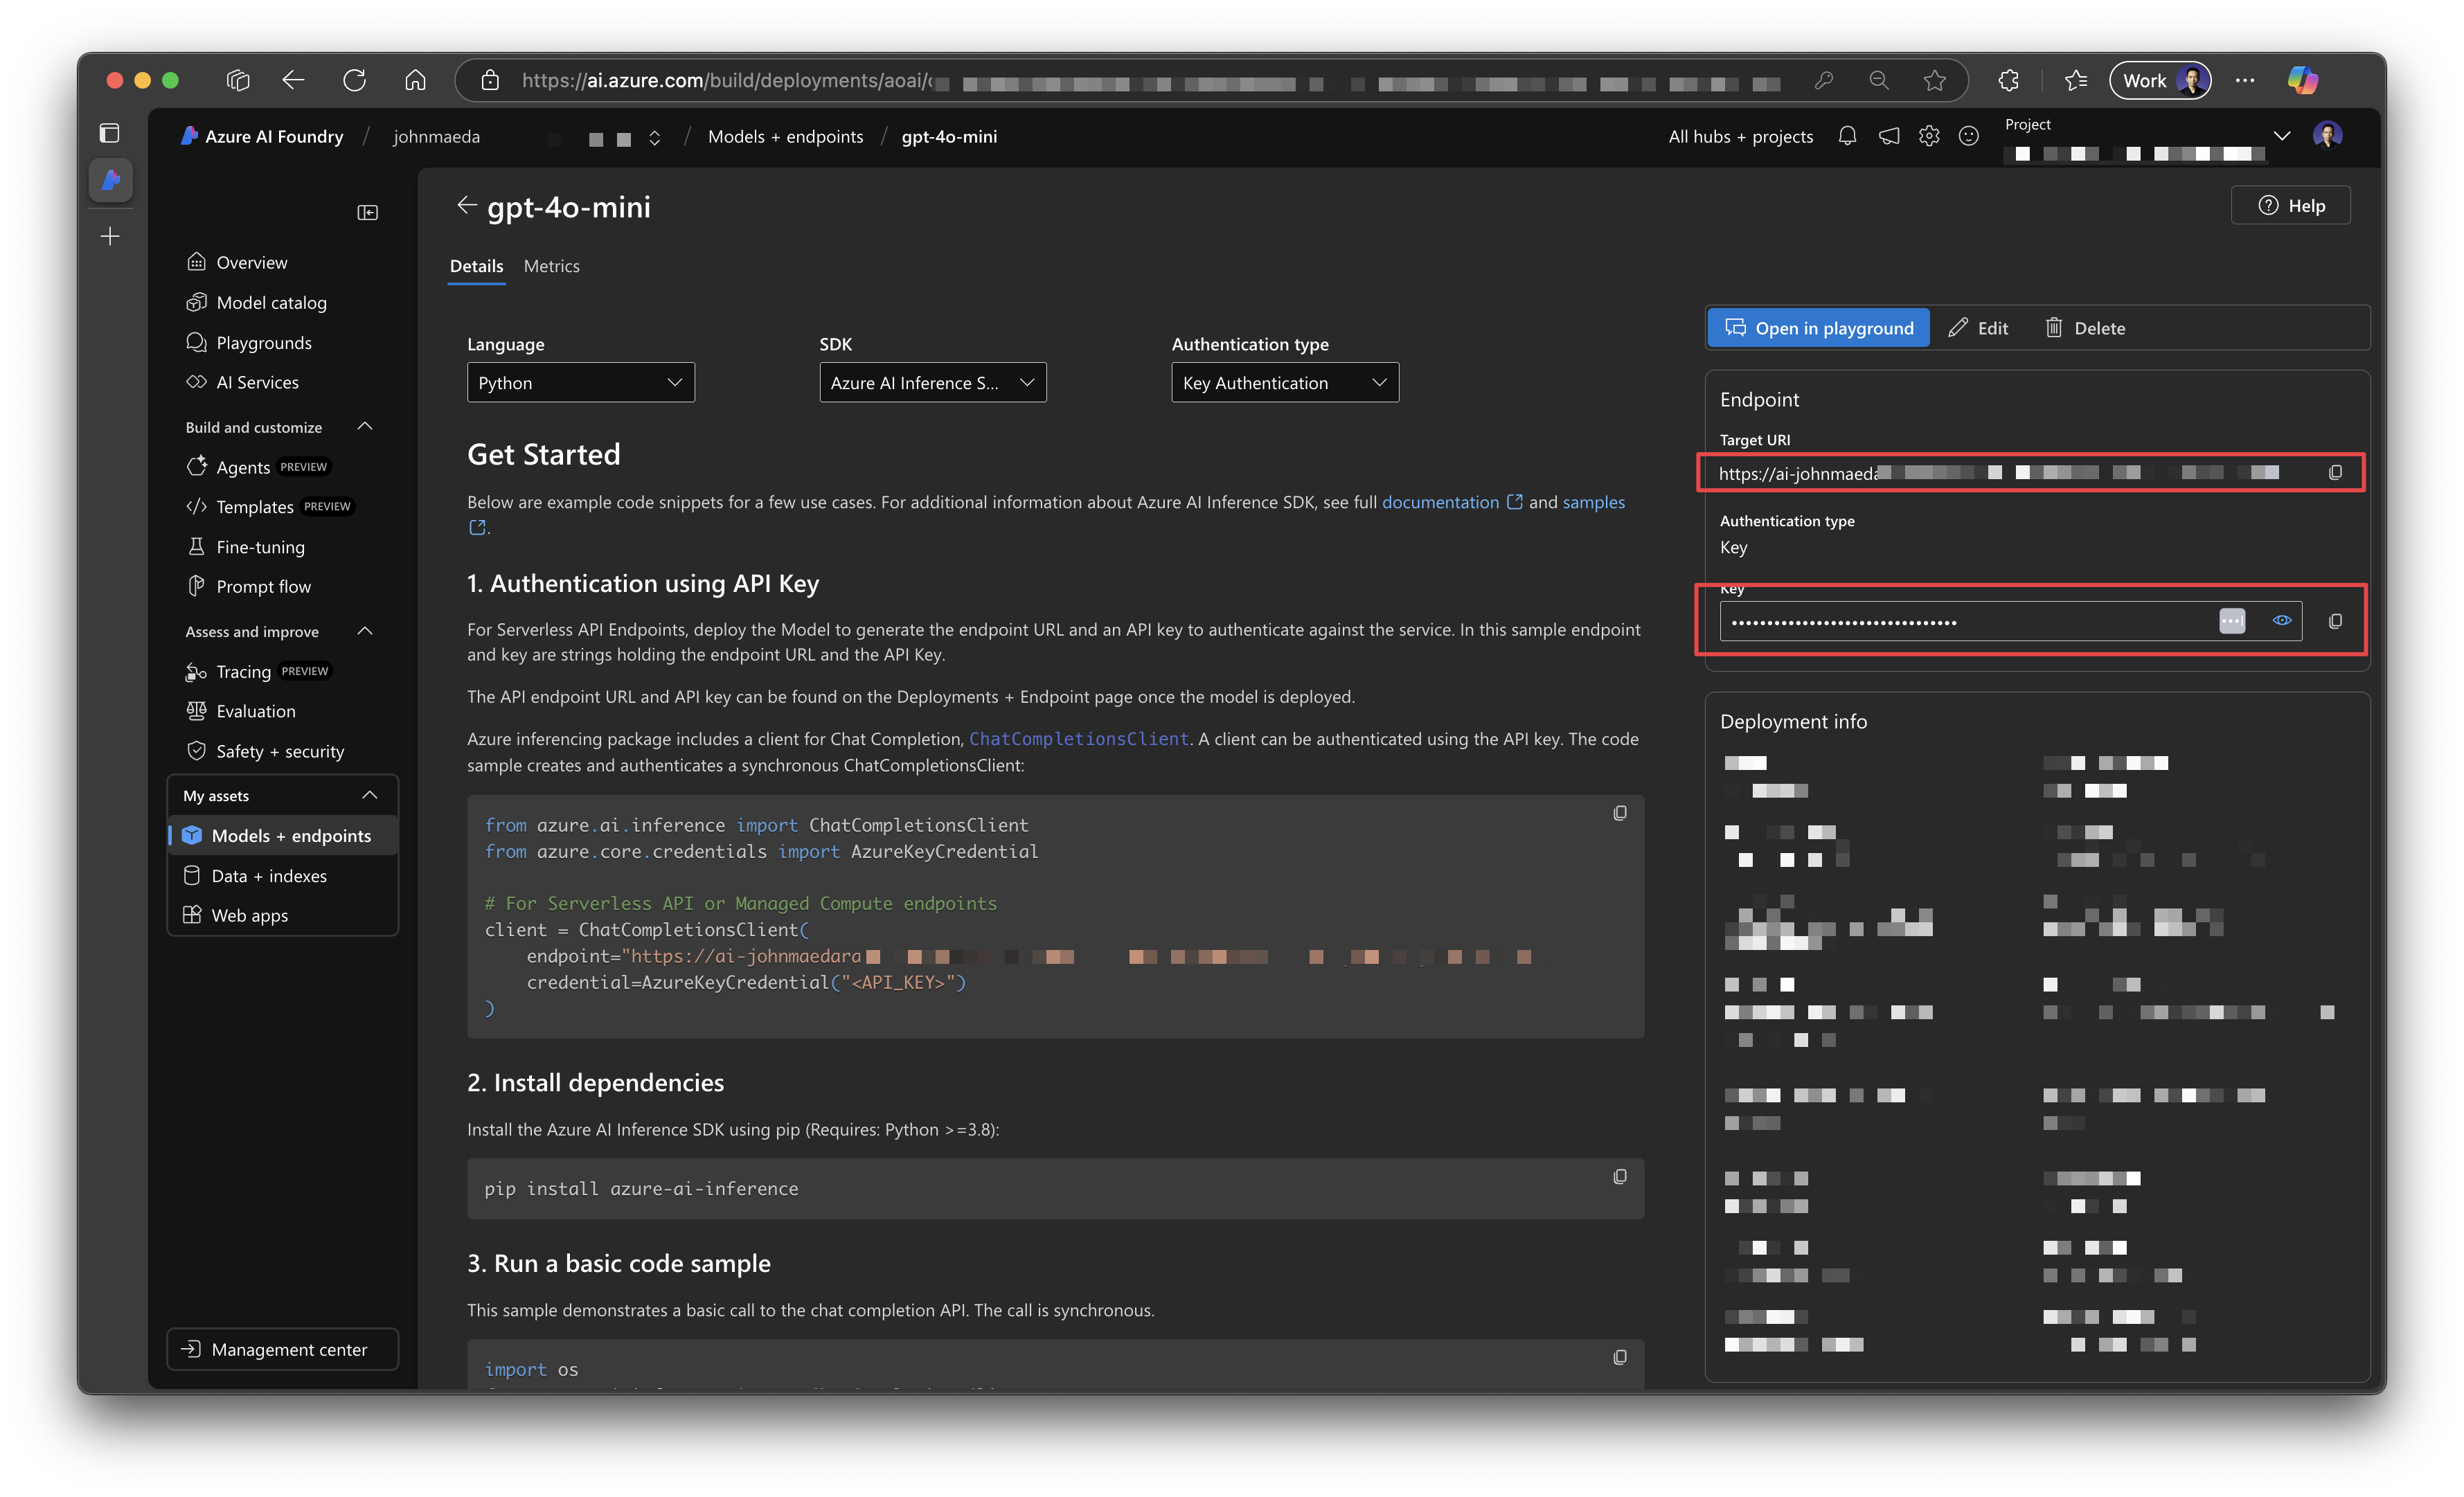 https://ai.azure.com/build/deployments/aoai/
Work
Azure AI Foundry / johnmaeda / Models + endpoints / gpt-4o-mini
All hubs + projects
Project
gpt-4o-mini
Help
Details
Metrics
Overview
Model catalog
Playgrounds
AI Services
Build and customize
Agents PREVIEW
Templates PREVIEW
Fine-tuning
Prompt flow
Assess and improve
Tracing PREVIEW
Evaluation
Safety + security
My assets
Models + endpoints
Data + indexes
Web apps
Management center
Language
SDK
Authentication type
Python
Azure AI Inference S...
Key Authentication
Get Started
Below are example code snippets for a few use cases. For additional information about Azure AI Inference SDK, see full documentation and samples
.
1. Authentication using API Key
For Serverless API Endpoints, deploy the Model to generate the endpoint URL and an API key to authenticate against the service. In this sample endpoint
and key are strings holding the endpoint URL and the API Key.
The API endpoint URL and API key can be found on the Deployments + Endpoint page once the model is deployed.
Azure inferencing package includes a client for Chat Completion, ChatCompletionsClient. A client can be authenticated using the API key. The code
sample creates and authenticates a synchronous ChatCompletionsClient:
from azure.ai.inference import ChatCompletionsClient
from azure.core.credentials import AzureKeyCredential
# For Serverless API or Managed Compute endpoints
client = ChatCompletionsClient(
endpoint="https://ai-johnmaedara
credential=AzureKeyCredential("<API_KEY>")
)
2. Install dependencies
Install the Azure AI Inference SDK using pip (Requires: Python >=3.8):
pip install azure-ai-inference
3. Run a basic code sample
This sample demonstrates a basic call to the chat completion API. The call is synchronous.
import os
Open in playground
Edit
Delete
Endpoint
Target URI
https://ai-johnmaeda
Authentication type
Key
Key
••••••••••••••••••••••••••••••••
Deployment info